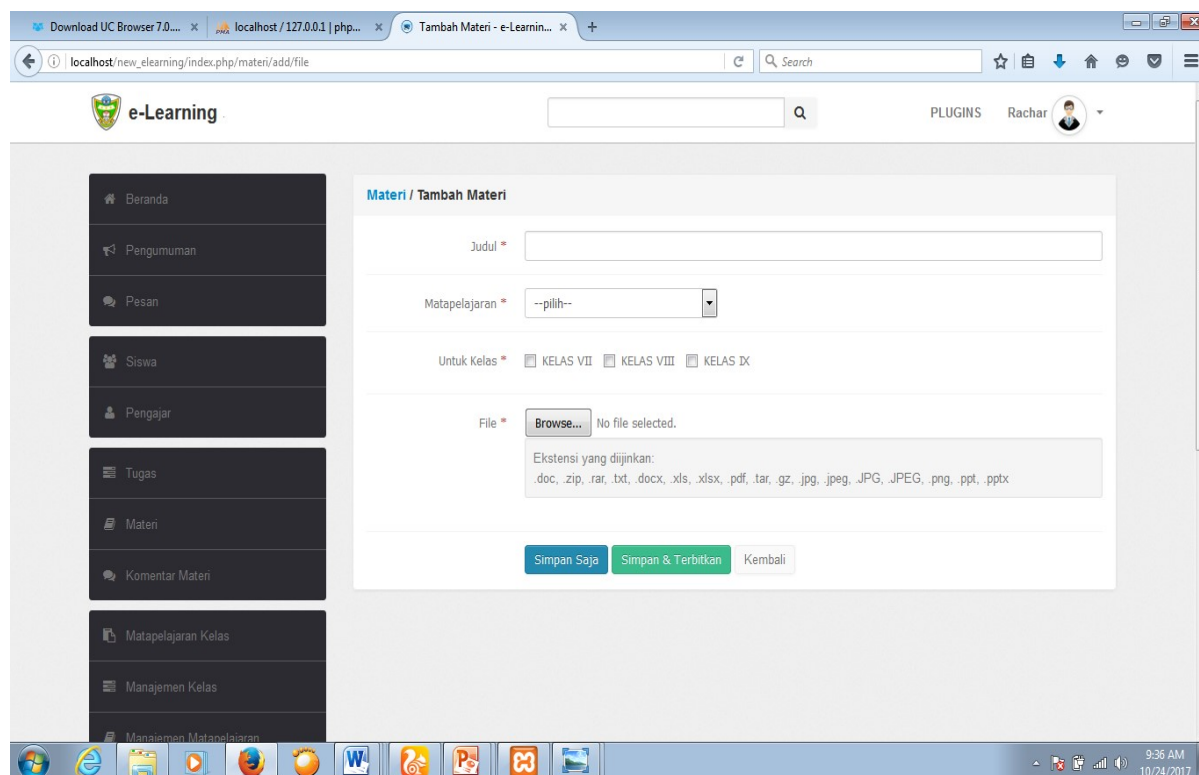 Download UC Browser 7.0.... × localhost / 127.0.0.1 | php... × Tambah Materi - e-Learnin... × +
localhost/new_elearning/index.php/materi/add/file Search
e-Learning PLUGINS Rachar
Beranda
Pengumuman
Pesan
Siswa
Pengajar
Tugas
Materi
Komentar Materi
Matapelajaran Kelas
Manajemen Kelas
Manajemen Matapelajaran
Materi / Tambah Materi
Judul *
Matapelajaran * --pilih--
Untuk Kelas * KELAS VII KELAS VIII KELAS IX
File * Browse... No file selected.
Ekstensi yang diijinkan:
.doc, .zip, .rar, .txt, .docx, .xls, .xlsx, .pdf, .tar, .gz, .jpg, .jpeg, .JPG, .JPEG, .png, .ppt, .pptx
Simpan Saja Simpan & Terbitkan Kembali
9:36 AM
10/24/2017